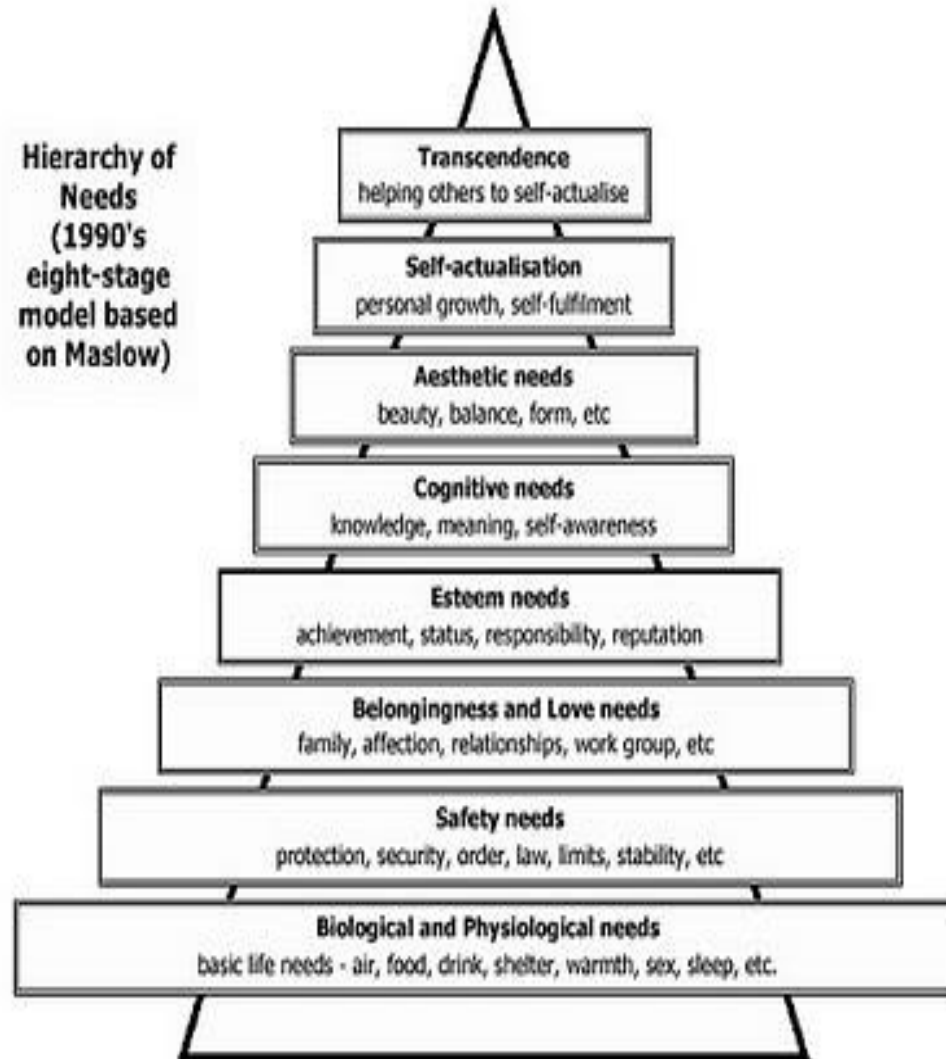 Hierarchy of
Needs
(1990's
eight-stage
model based
on Maslow)
Transcendence
helping others to self-actualise
Self-actualisation
personal growth, self-fulfilment
Aesthetic needs
beauty, balance, form, etc
Cognitive needs
knowledge, meaning, self-awareness
Esteem needs
achievement, status, responsibility, reputation
Belongingness and Love needs
family, affection, relationships, work group, etc
Safety needs
protection, security, order, law, limits, stability, etc
Biological and Physiological needs
basic life needs - air, food, drink, shelter, warmth, sex, sleep, etc.